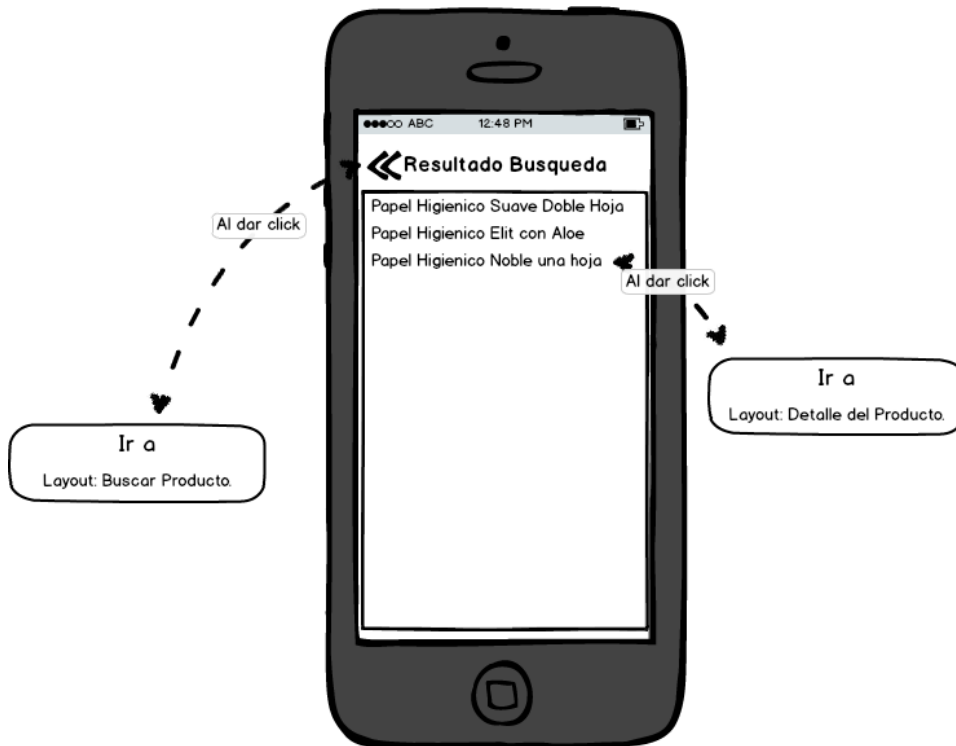 ABC 12:48 PM
Resultado Busqueda
Papel Higienico Suave Doble Hoja
Papel Higienico Elit con Aloe
Papel Higienico Noble una hoja
Al dar click
Al dar click
Ir a
Layout: Detalle del Producto.
Ir a
Layout: Buscar Producto.